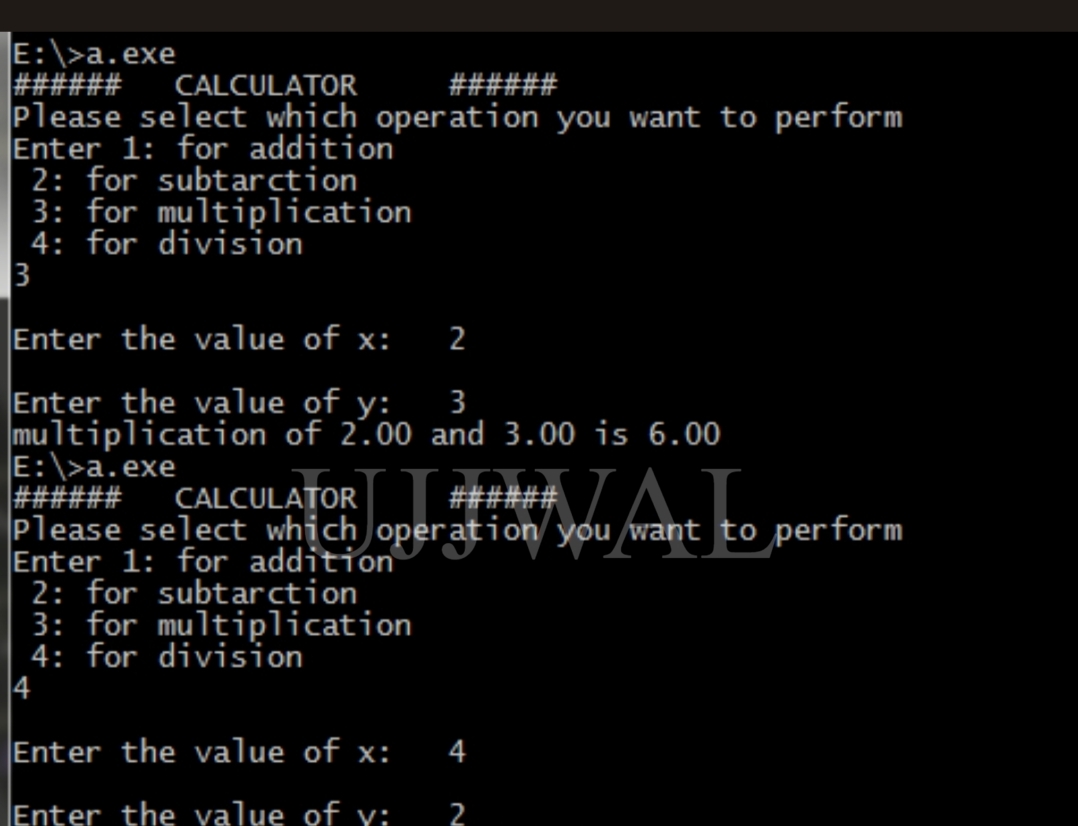 E:\>a.exe
###### CALCULATOR ######
Please select which operation you want to perform
Enter 1: for addition
2: for subtarction
3: for multiplication
4: for division
3
Enter the value of x: 2
Enter the value of y: 3
multiplication of 2.00 and 3.00 is 6.00
E:\>a.exe
###### CALCULATOR ######
UJJWAL
Please select which operation you want to perform
Enter 1: for addition
2: for subtarction
3: for multiplication
4: for division
4
Enter the value of x: 4
Enter the value of y: 2